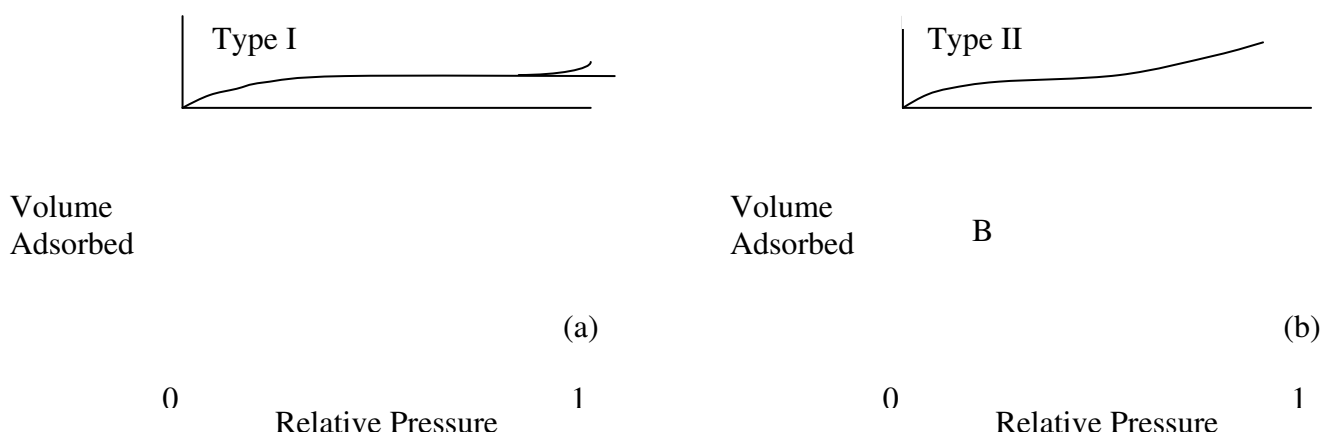 Type I
Type II
Volume
Adsorbed
Volume
Adsorbed
B
(a)
(b)
0
1
0
1
Relative Pressure
Relative Pressure